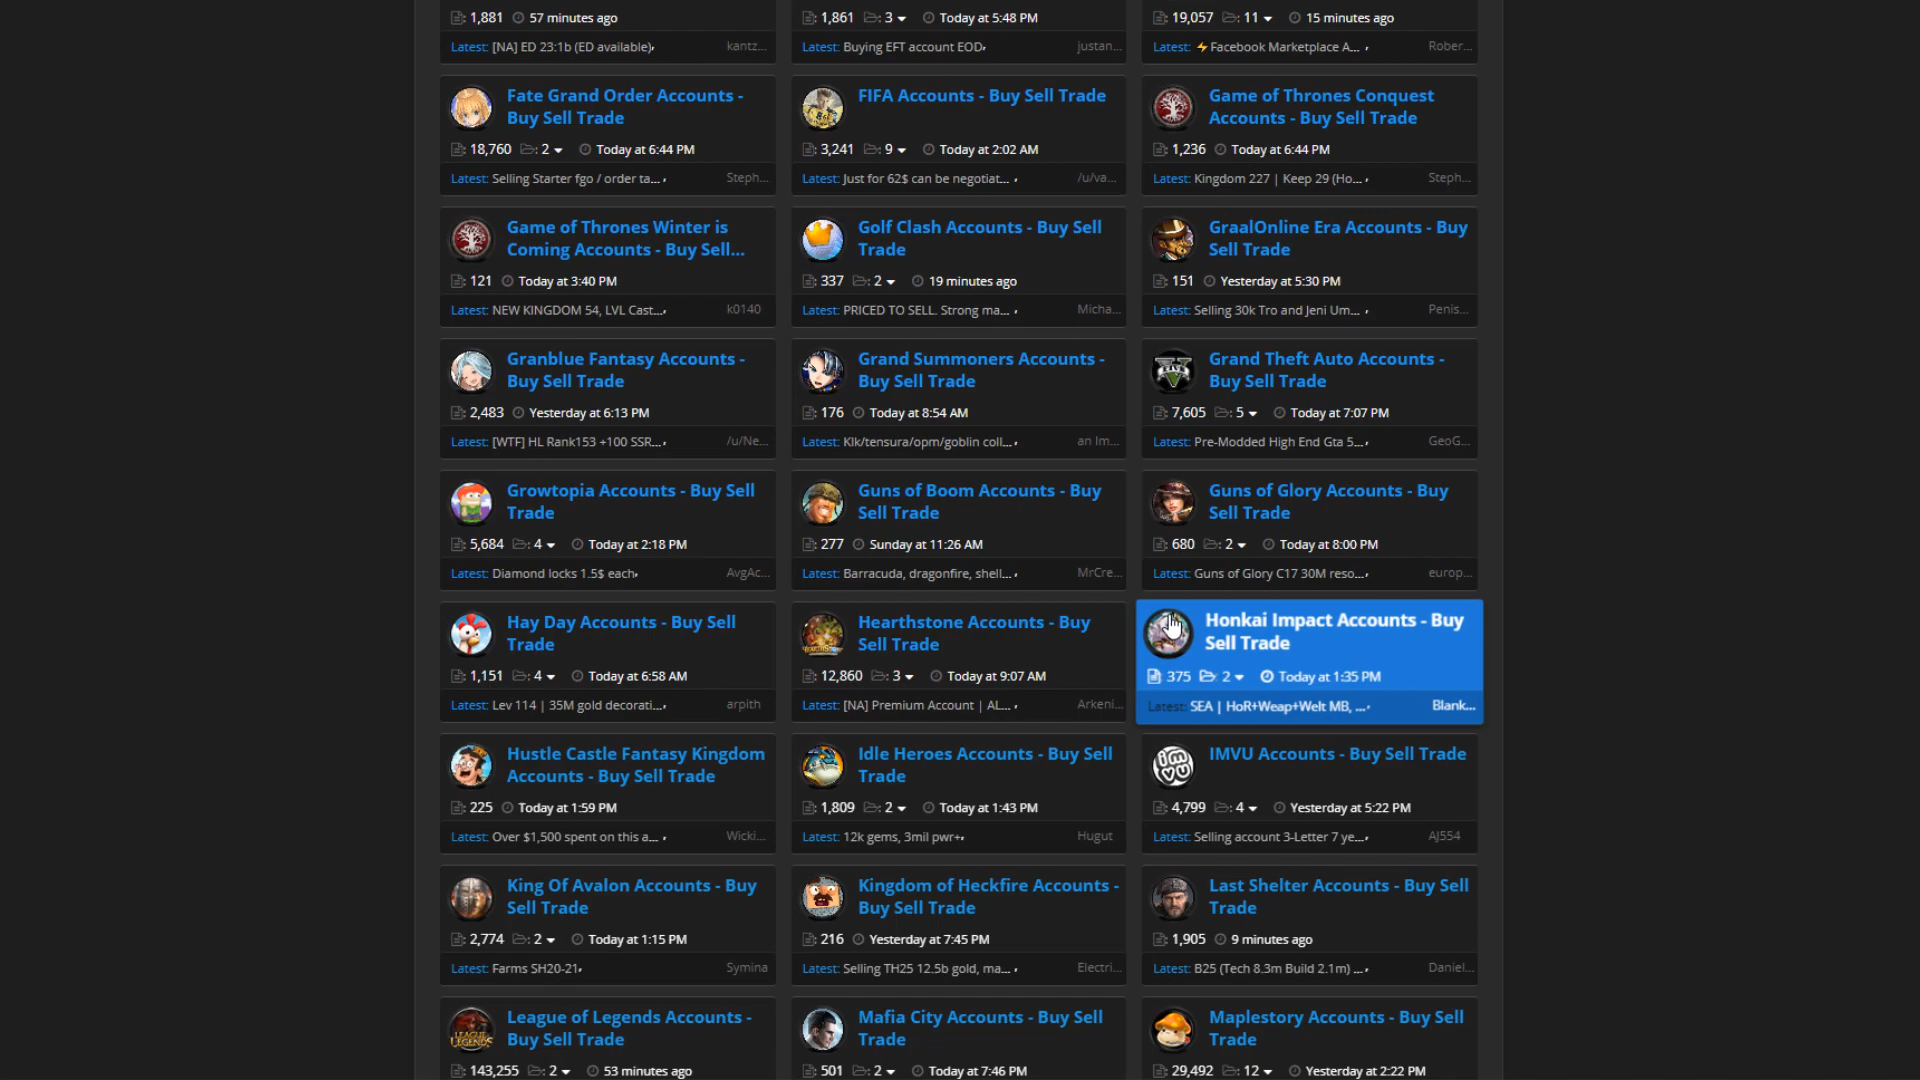 1,881 57 minutes ago
Latest: [NA] ED 23:1b (ED available) kantz...
1,861 : 3 Today at 5:48 PM
Latest: Buying EFT account EOD justan...
19,057 : 11 15 minutes ago
Latest: ⚡Facebook Marketplace A... Rober...
Fate Grand Order Accounts -
Buy Sell Trade
18,760 : 2 Today at 6:44 PM
Latest: Selling Starter fgo / order ta... Steph...
FIFA Accounts - Buy Sell Trade
3,241 : 9 Today at 2:02 AM
Latest: Just for 62$ can be negotiat... /u/va...
Game of Thrones Conquest
Accounts - Buy Sell Trade
1,236 Today at 6:44 PM
Latest: Kingdom 227 | Keep 29 (Ho... Steph...
Game of Thrones Winter is
Coming Accounts - Buy Sell...
121 Today at 3:40 PM
Latest: NEW KINGDOM 54, LVL Cast... k0140
Golf Clash Accounts - Buy Sell
Trade
337 : 2 19 minutes ago
Latest: PRICED TO SELL. Strong ma... Micha...
GraalOnline Era Accounts - Buy
Sell Trade
151 Yesterday at 5:30 PM
Latest: Selling 30k Tro and Jeni Um... Penis...
Granblue Fantasy Accounts -
Buy Sell Trade
2,483 Yesterday at 6:13 PM
Latest: [WTF] HL Rank153 +100 SSR... /u/Ne...
Grand Summoners Accounts -
Buy Sell Trade
176 Today at 8:54 AM
Latest: Klk/tensura/opm/goblin coll... an Im...
Grand Theft Auto Accounts -
Buy Sell Trade
7,605 : 5 Today at 7:07 PM
Latest: Pre-Modded High End Gta 5... GeoG...
Growtopia Accounts - Buy Sell
Trade
5,684 : 4 Today at 2:18 PM
Latest: Diamond locks 1.5$ each AvgAc...
Guns of Boom Accounts - Buy
Sell Trade
277 Sunday at 11:26 AM
Latest: Barracuda, dragonfire, shell... MrCre...
Guns of Glory Accounts - Buy
Sell Trade
680 : 2 Today at 8:00 PM
Latest: Guns of Glory C17 30M reso... europ...
Hay Day Accounts - Buy Sell
Trade
1,151 : 4 Today at 6:58 AM
Latest: Lev 114 | 35M gold decorati... arpith
Hearthstone Accounts - Buy
Sell Trade
12,860 : 3 Today at 9:07 AM
Latest: [NA] Premium Account | AL... Arkeni...
Honkai Impact Accounts - Buy
Sell Trade
375 : 2 Today at 1:35 PM
Latest: SEA | HoR+Weap+Welt MB, ... Blank...
Hustle Castle Fantasy Kingdom
Accounts - Buy Sell Trade
225 Today at 1:59 PM
Latest: Over $1,500 spent on this a... Wicki...
Idle Heroes Accounts - Buy Sell
Trade
1,809 : 2 Today at 1:43 PM
Latest: 12k gems, 3mil pwr+ Hugut
IMVU Accounts - Buy Sell Trade
4,799 : 4 Yesterday at 5:22 PM
Latest: Selling account 3-Letter 7 ye... AJ554
King Of Avalon Accounts - Buy
Sell Trade
2,774 : 2 Today at 1:15 PM
Latest: Farms SH20-21 Symina
Kingdom of Heckfire Accounts -
Buy Sell Trade
216 Yesterday at 7:45 PM
Latest: Selling TH25 12.5b gold, ma... Electri...
Last Shelter Accounts - Buy Sell
Trade
1,905 9 minutes ago
Latest: B25 (Tech 8.3m Build 2.1m) ... Daniel...
League of Legends Accounts -
Buy Sell Trade
143,255 : 2 53 minutes ago
Mafia City Accounts - Buy Sell
Trade
501 : 2 Today at 7:46 PM
Maplestory Accounts - Buy Sell
Trade
29,492 : 12 Yesterday at 2:22 PM